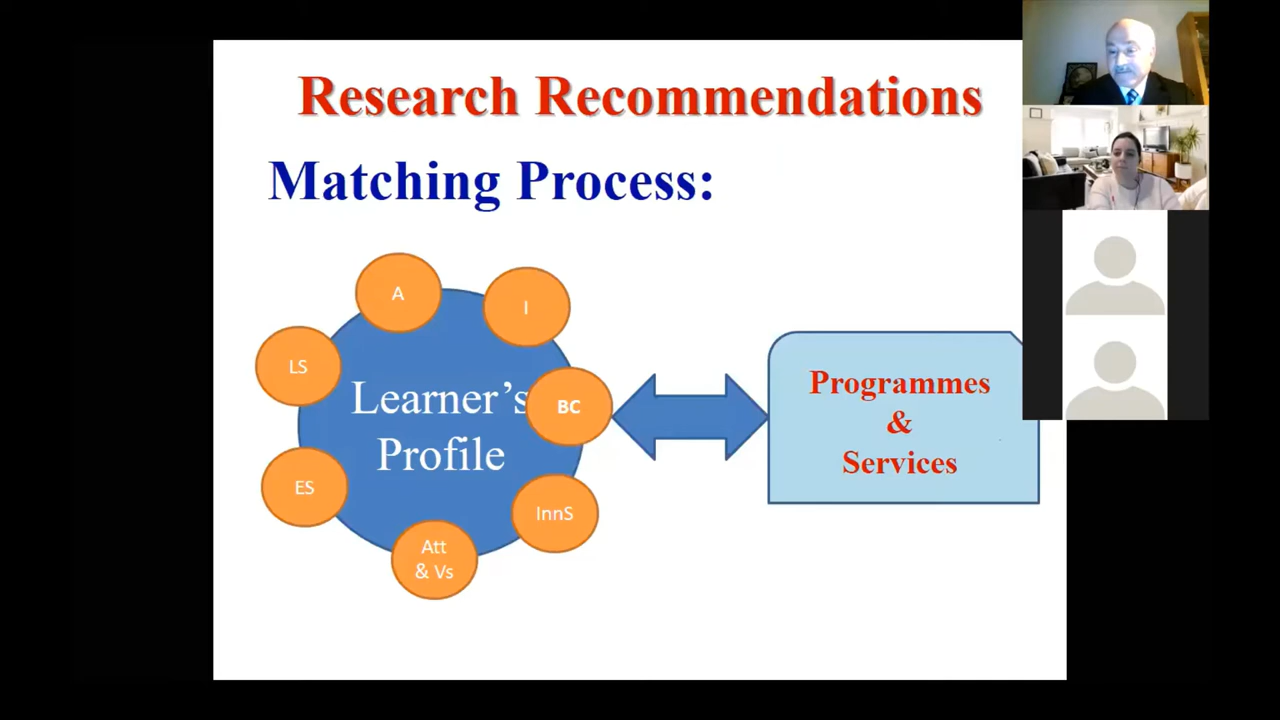 Research Recommendations
Matching Process:
A
I
LS
BC
Learner's
Profile
ES
InnS
Att
& Vs
Programmes
&
Services